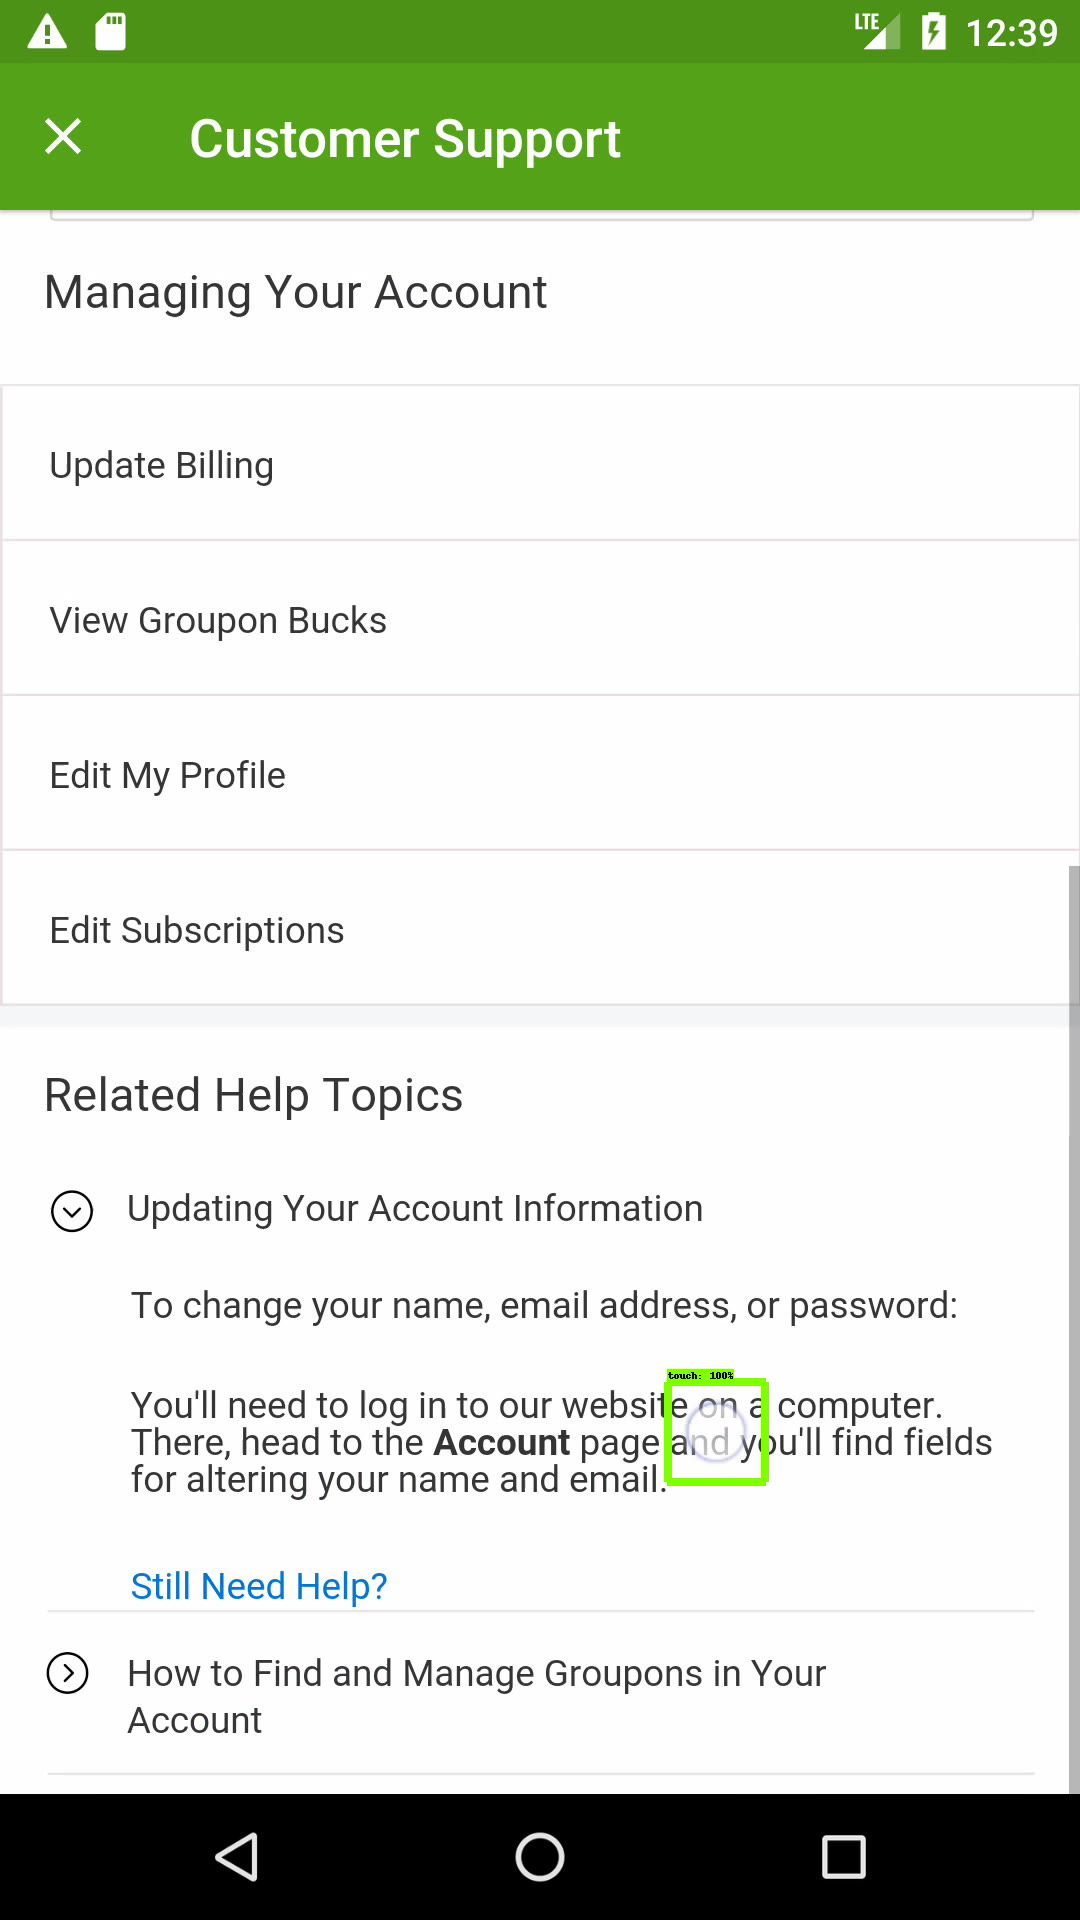 LTE 12:39
Customer Support
Managing Your Account
Update Billing
View Groupon Bucks
Edit My Profile
Edit Subscriptions
Related Help Topics
Updating Your Account Information
To change your name, email address, or password:
touch: 100%
You'll need to log in to our website on a computer.
There, head to the Account page and you'll find fields
for altering your name and email.
Still Need Help?
How to Find and Manage Groupons in Your
Account